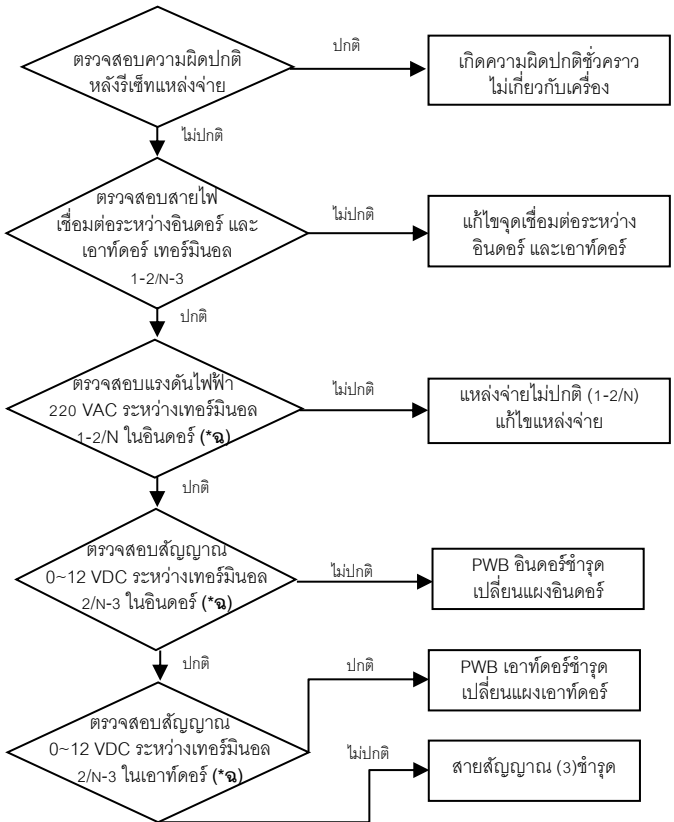 ตรวจสอบความผิดปกติ
หลังรีเซ็ทแหล่งจ่าย
ปกติ
เกิดความผิดปกติชั่วคราว
ไม่เกี่ยวกับเครื่อง
ไม่ปกติ
ตรวจสอบสายไฟ
เชื่อมต่อระหว่างอินดอร์ และ
เอาท์ดอร์ เทอร์มินอล
1-2/N-3
ไม่ปกติ
แก้ไขจุดเชื่อมต่อระหว่าง
อินดอร์ และเอาท์ดอร์
ปกติ
ตรวจสอบแรงดันไฟฟ้า
220 VAC ระหว่างเทอร์มินอล
1-2/N ในอินดอร์ (*ฉ)
ไม่ปกติ
แหล่งจ่ายไม่ปกติ (1-2/N)
แก้ไขแหล่งจ่าย
ปกติ
ตรวจสอบสัญญาณ
0~12 VDC ระหว่างเทอร์มินอล
2/N-3 ในอินดอร์ (*ฉ)
ไม่ปกติ
PWB อินดอร์ชำรุด
เปลี่ยนแผงอินดอร์
ปกติ
ตรวจสอบสัญญาณ
0~12 VDC ระหว่างเทอร์มินอล
2/N-3 ในเอาท์ดอร์ (*ฉ)
ปกติ
PWB เอาท์ดอร์ชำรุด
เปลี่ยนแผงเอาท์ดอร์
ไม่ปกติ
สายสัญญาณ (3)ชำรุด